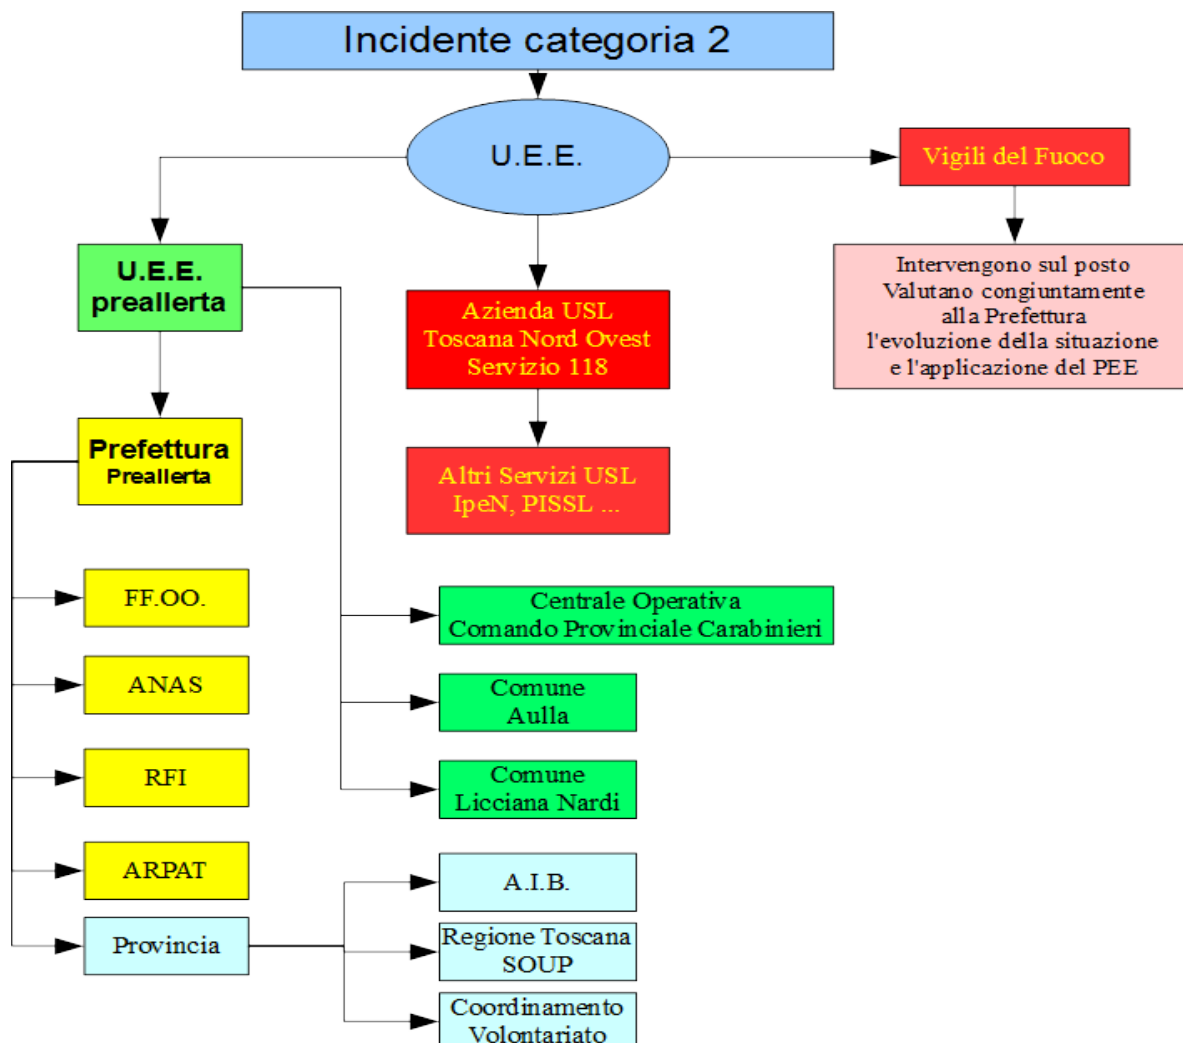 Incidente categoria 2
U.E.E.
Vigili del Fuoco
U.E.E.
preallerta
Intervengono sul posto
Valutano congiuntamente
alla Prefettura
l'evoluzione della situazione
e l'applicazione del PEE
Azienda USL
Toscana Nord Ovest
Servizio 118
Prefettura
Preallerta
Altri Servizi USL
IpeN, PISSL ...
FF.OO.
Centrale Operativa
Comando Provinciale Carabinieri
ANAS
Comune
Aulla
RFI
Comune
Licciana Nardi
ARPAT
A.I.B.
Provincia
Regione Toscana
SOUP
Coordinamento
Volontariato